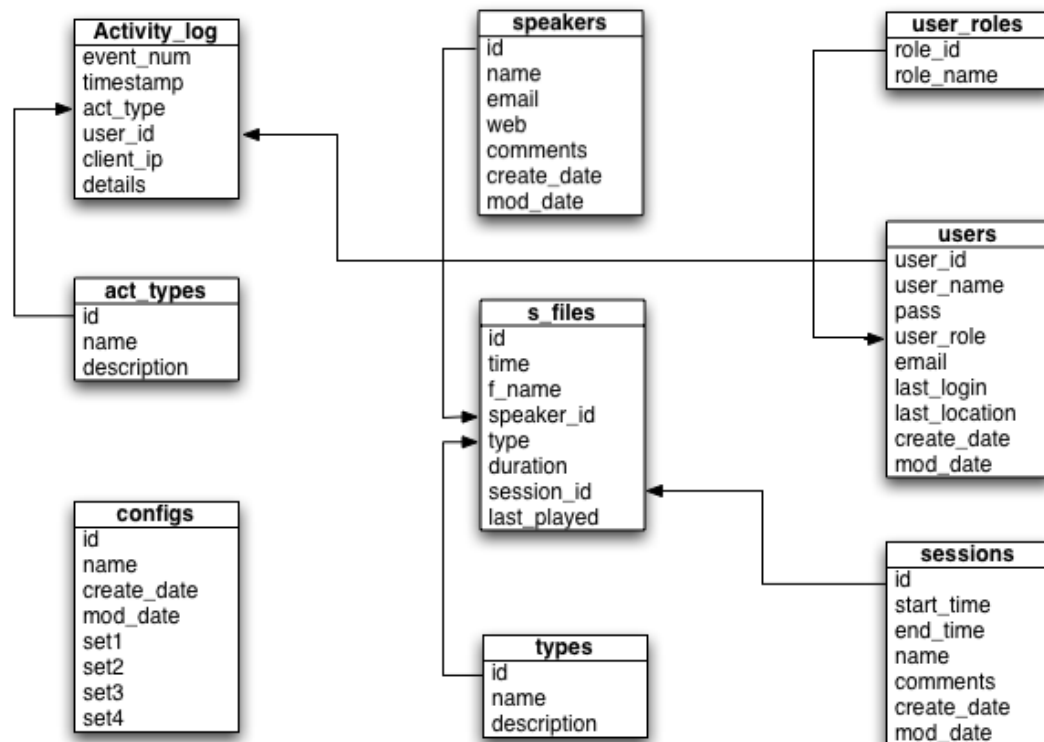 Activity_log
event_num
timestamp
act_type
user_id
client_ip
details
act_types
id
name
description
configs
id
name
create_date
mod_date
set1
set2
set3
set4
speakers
id
name
email
web
comments
create_date
mod_date
s_files
id
time
f_name
speaker_id
type
duration
session_id
last_played
types
id
name
description
user_roles
role_id
role_name
users
user_id
user_name
pass
user_role
email
last_login
last_location
create_date
mod_date
sessions
id
start_time
end_time
name
comments
create_date
mod_date